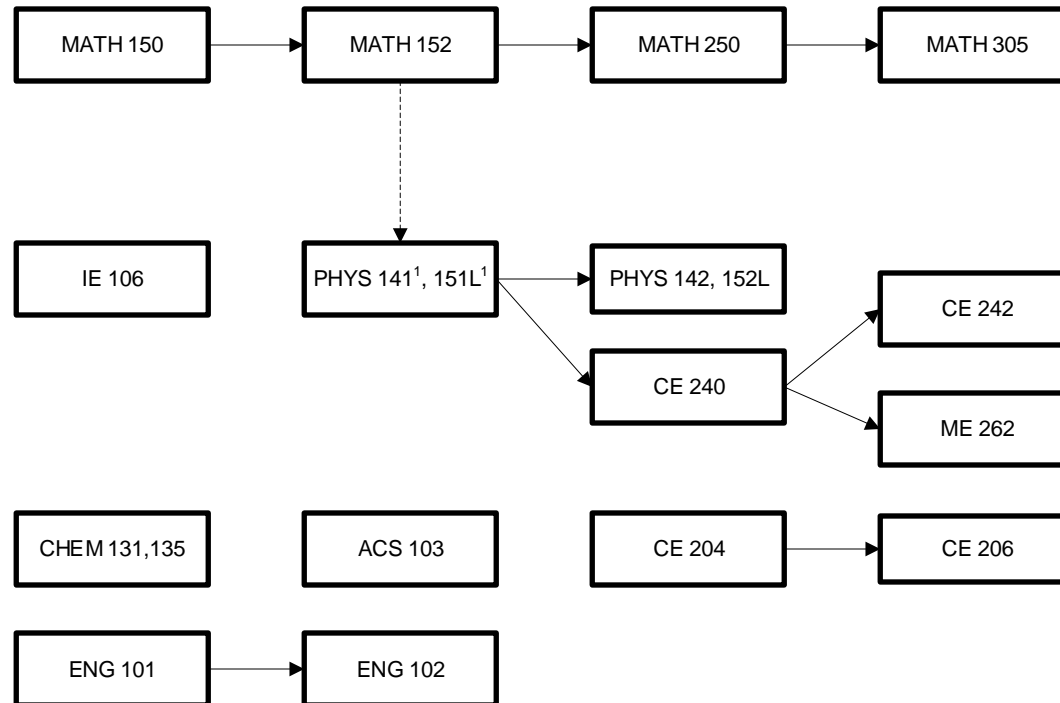 MATH 150
MATH 152
MATH 250
MATH 305
IE 106
PHYS 141¹, 151L¹
PHYS 142, 152L
CE 242
CE 240
ME 262
CHEM 131,135
ACS 103
CE 204
CE 206
ENG 101
ENG 102